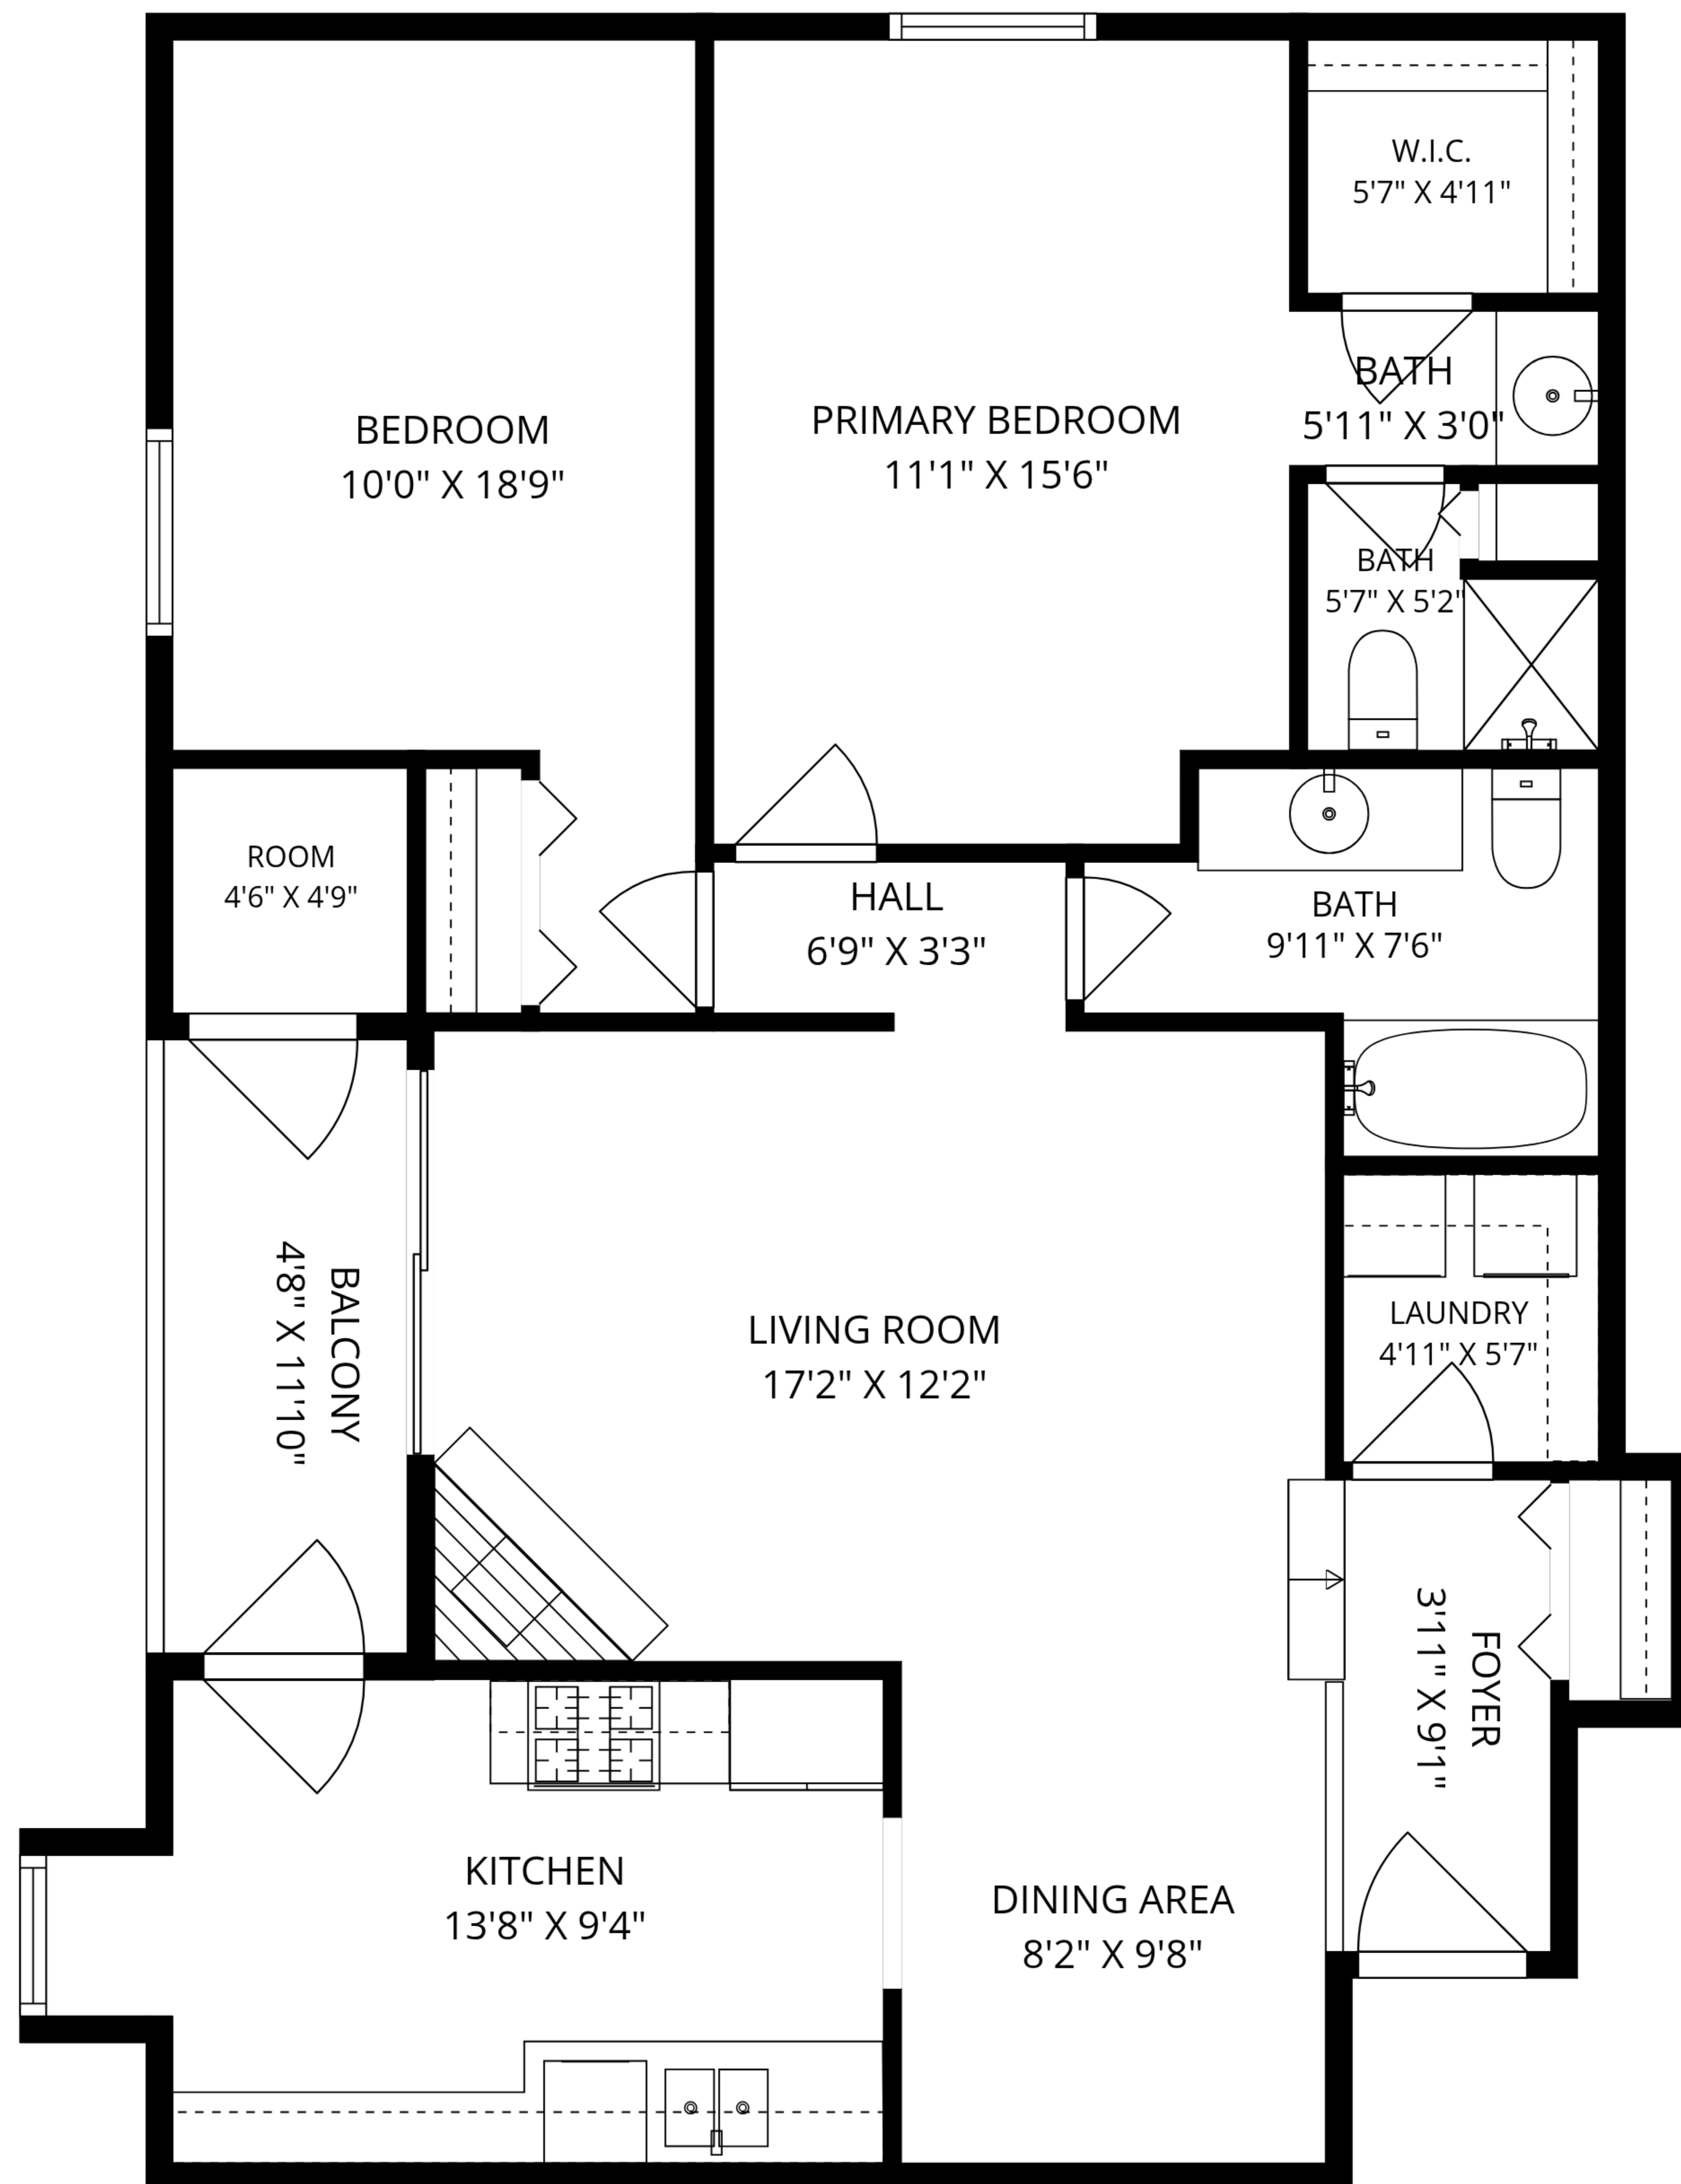 W.I.C.
5'7" X 4'11"
BATH
5'11" X 3'0"
BEDROOM
10'0" X 18'9"
PRIMARY BEDROOM
11'1" X 15'6"
BATH
5'7" X 5'2"
ROOM
4'6" X 4'9"
HALL
6'9" X 3'3"
BATH
9'11" X 7'6"
BALCONY
4'8" X 11'10"
LIVING ROOM
17'2" X 12'2"
LAUNDRY
4'11" X 5'7"
FOYER
3'11" X 9'1"
KITCHEN
13'8" X 9'4"
DINING AREA
8'2" X 9'8"